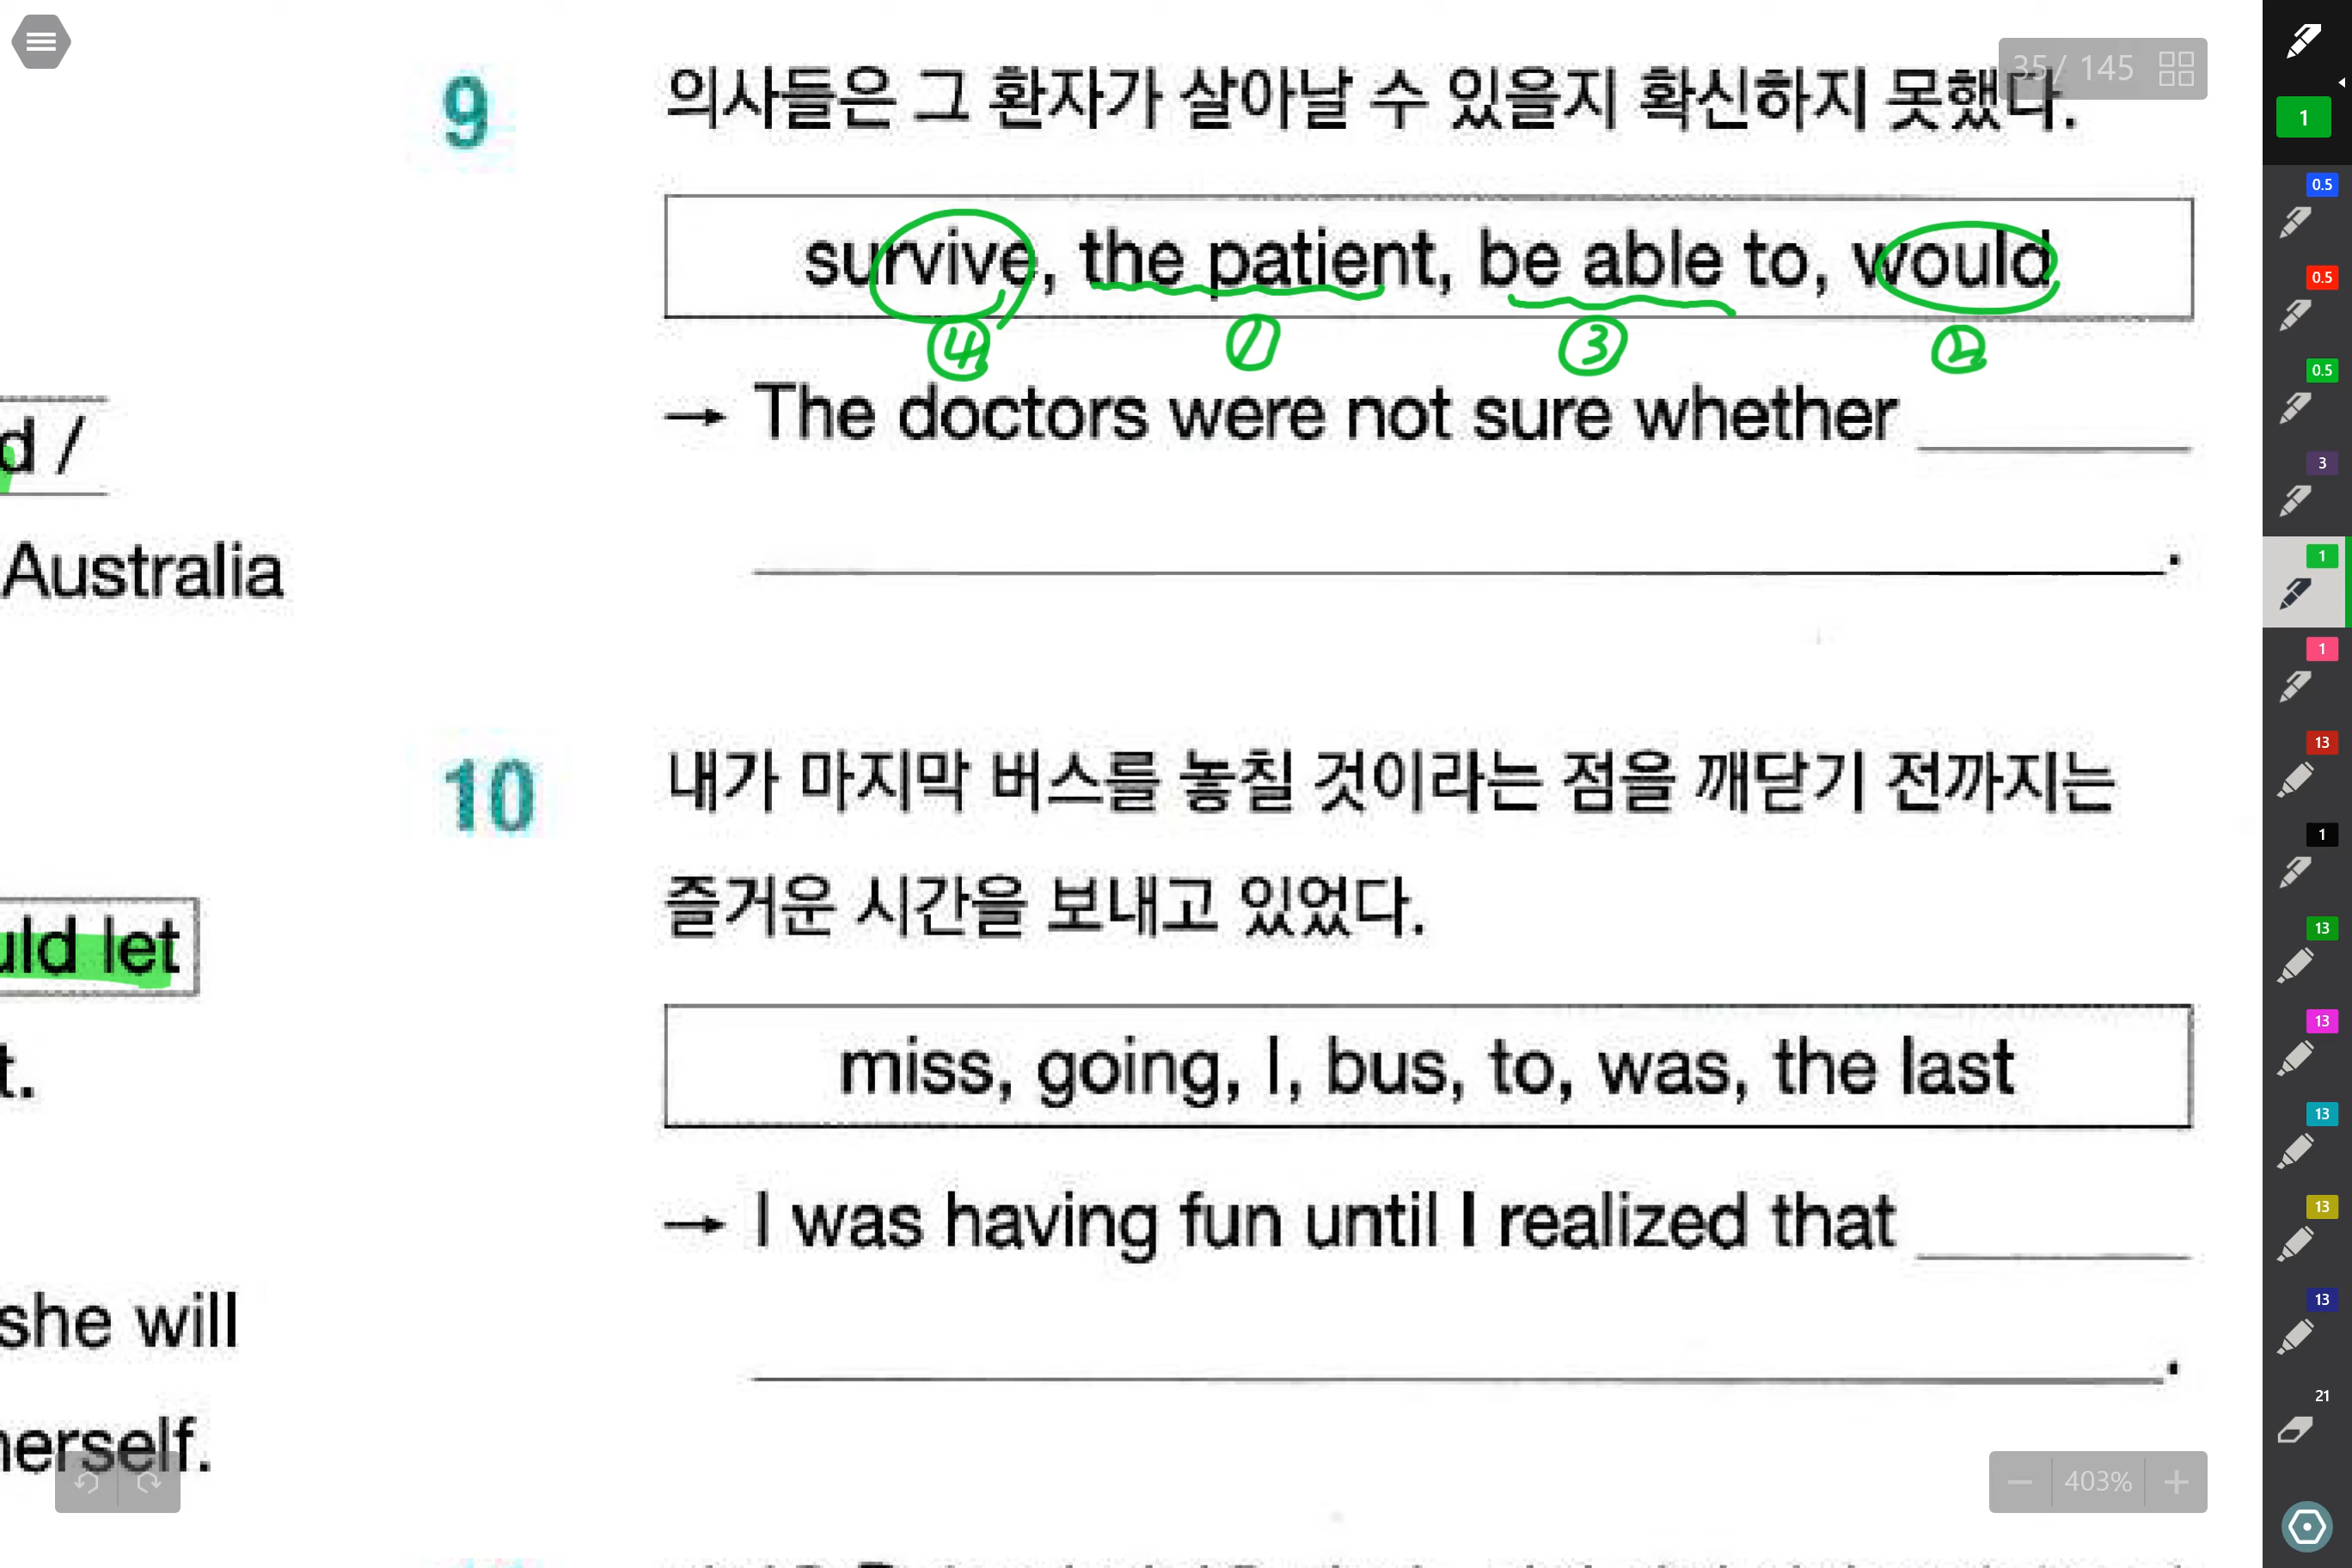 35/ 145
9
의사들은 그 환자가 살아날 수 있을지 확신하지 못했다.
survive, the patient, be able to, would
④ ① ③ ②
→ The doctors were not sure whether
.
10
내가 마지막 버스를 놓칠 것이라는 점을 깨닫기 전까지는
즐거운 시간을 보내고 있었다.
miss, going, I, bus, to, was, the last
→ I was having fun until I realized that
.
d /
Australia
uld let
t.
she will
herself.
403%
1
0.5
0.5
0.5
3
1
1
13
1
13
13
13
13
13
21